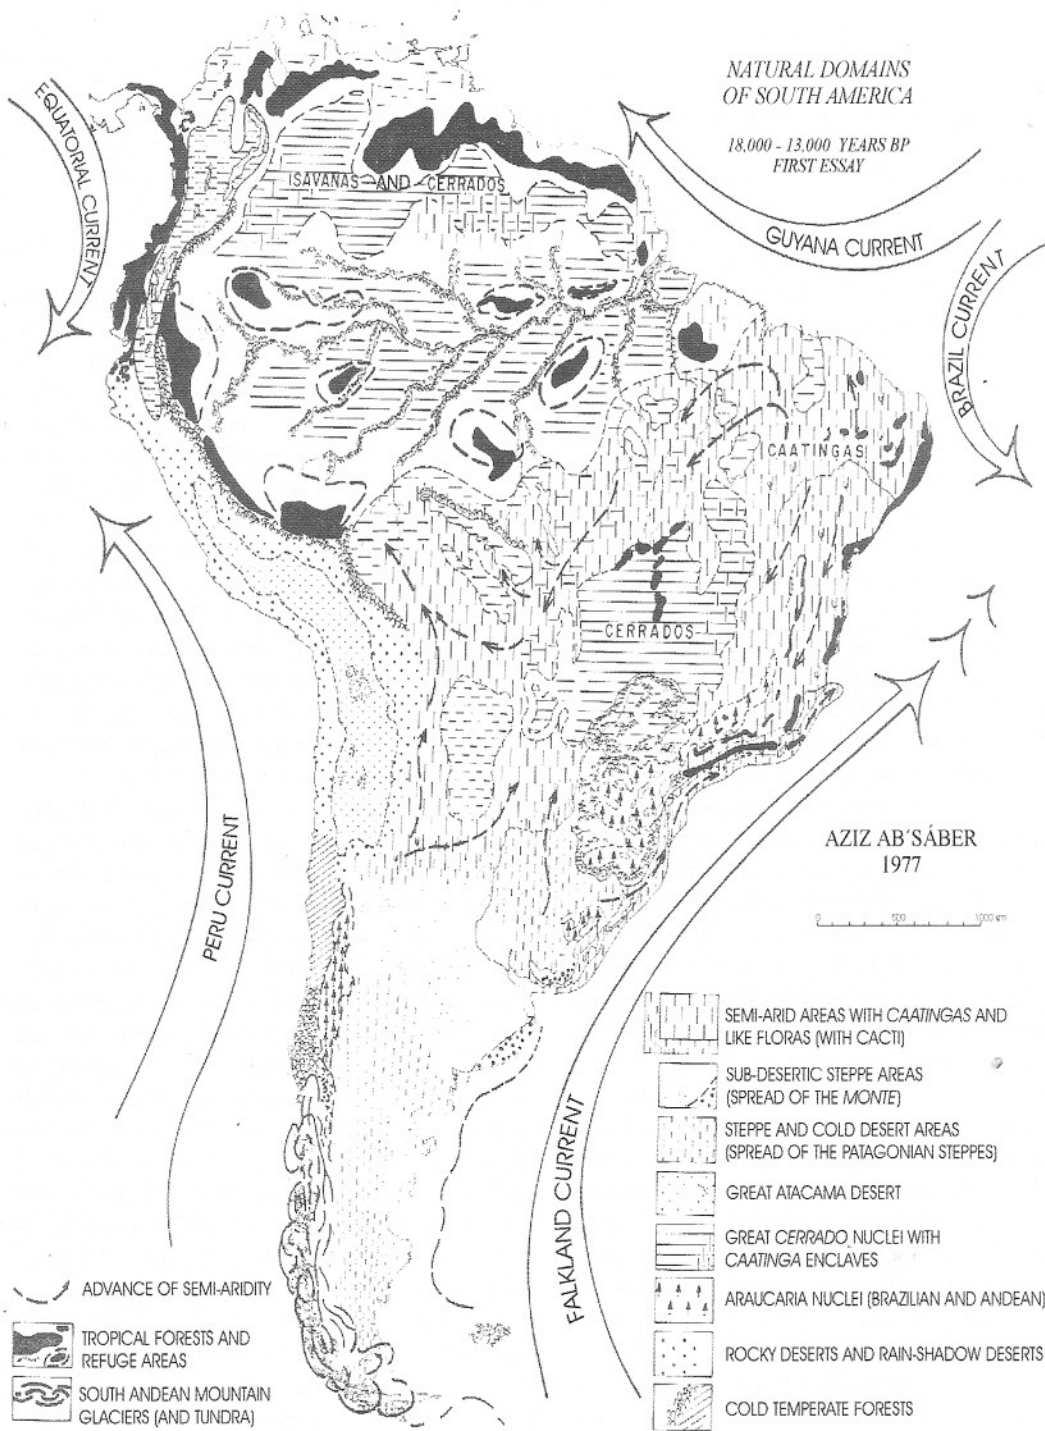 NATURAL DOMAINS
OF SOUTH AMERICA
18,000 - 13,000 YEARS BP
FIRST ESSAY
EQUATORIAL CURRENT
ISAVANAS AND CERRADOS
GUYANA CURRENT
BRAZIL CURRENT
CAATINGAS
CERRADOS
PERU CURRENT
AZIZ AB´SÁBER
1977
0 500 1000 km
FALKLAND CURRENT
SEMI-ARID AREAS WITH CAATINGAS AND
LIKE FLORAS (WITH CACTI)
SUB-DESERTIC STEPPE AREAS
(SPREAD OF THE MONTE)
STEPPE AND COLD DESERT AREAS
(SPREAD OF THE PATAGONIAN STEPPES)
GREAT ATACAMA DESERT
GREAT CERRADO NUCLEI WITH
CAATINGA ENCLAVES
ARAUCARIA NUCLEI (BRAZILIAN AND ANDEAN)
ROCKY DESERTS AND RAIN-SHADOW DESERTS
COLD TEMPERATE FORESTS
ADVANCE OF SEMI-ARIDITY
TROPICAL FORESTS AND
REFUGE AREAS
SOUTH ANDEAN MOUNTAIN
GLACIERS (AND TUNDRA)